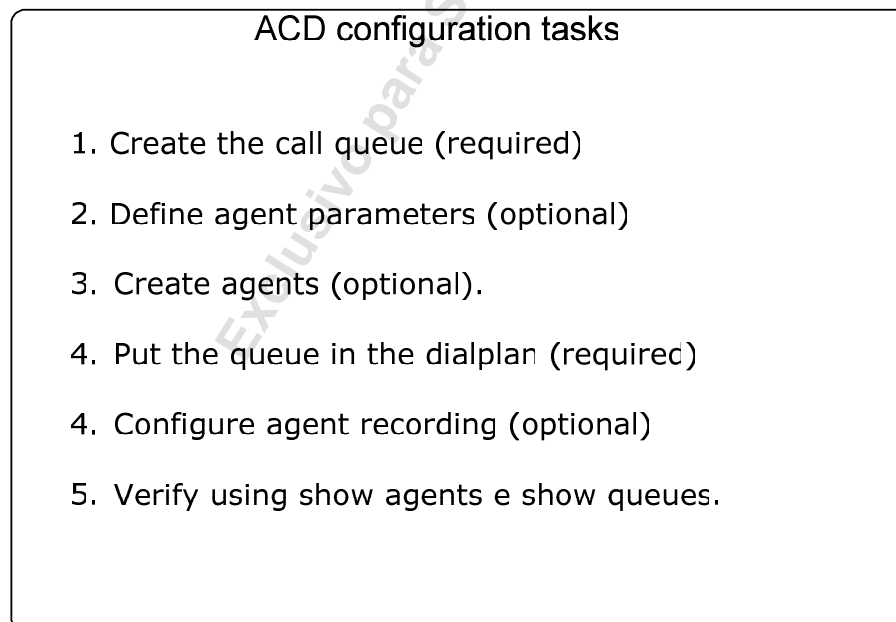 ACD configuration tasks
Exclusivo para
1. Create the call queue (required)
2. Define agent parameters (optional)
3. Create agents (optional).
4. Put the queue in the dialplan (required)
4. Configure agent recording (optional)
5. Verify using show agents e show queues.